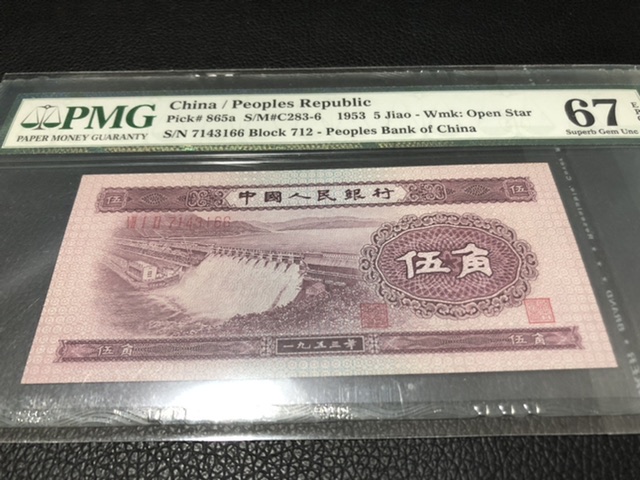 PMG
PAPER MONEY GUARANTY
China / Peoples Republic
Pick# 865a S/M#C283-6 1953 5 Jiao - Wmk: Open Star
S/N 7143166 Block 712 - Peoples Bank of China
67
Superb Gem Unc
伍 中國人民銀行 伍
7143166
伍角
伍角 一九五三年 伍角